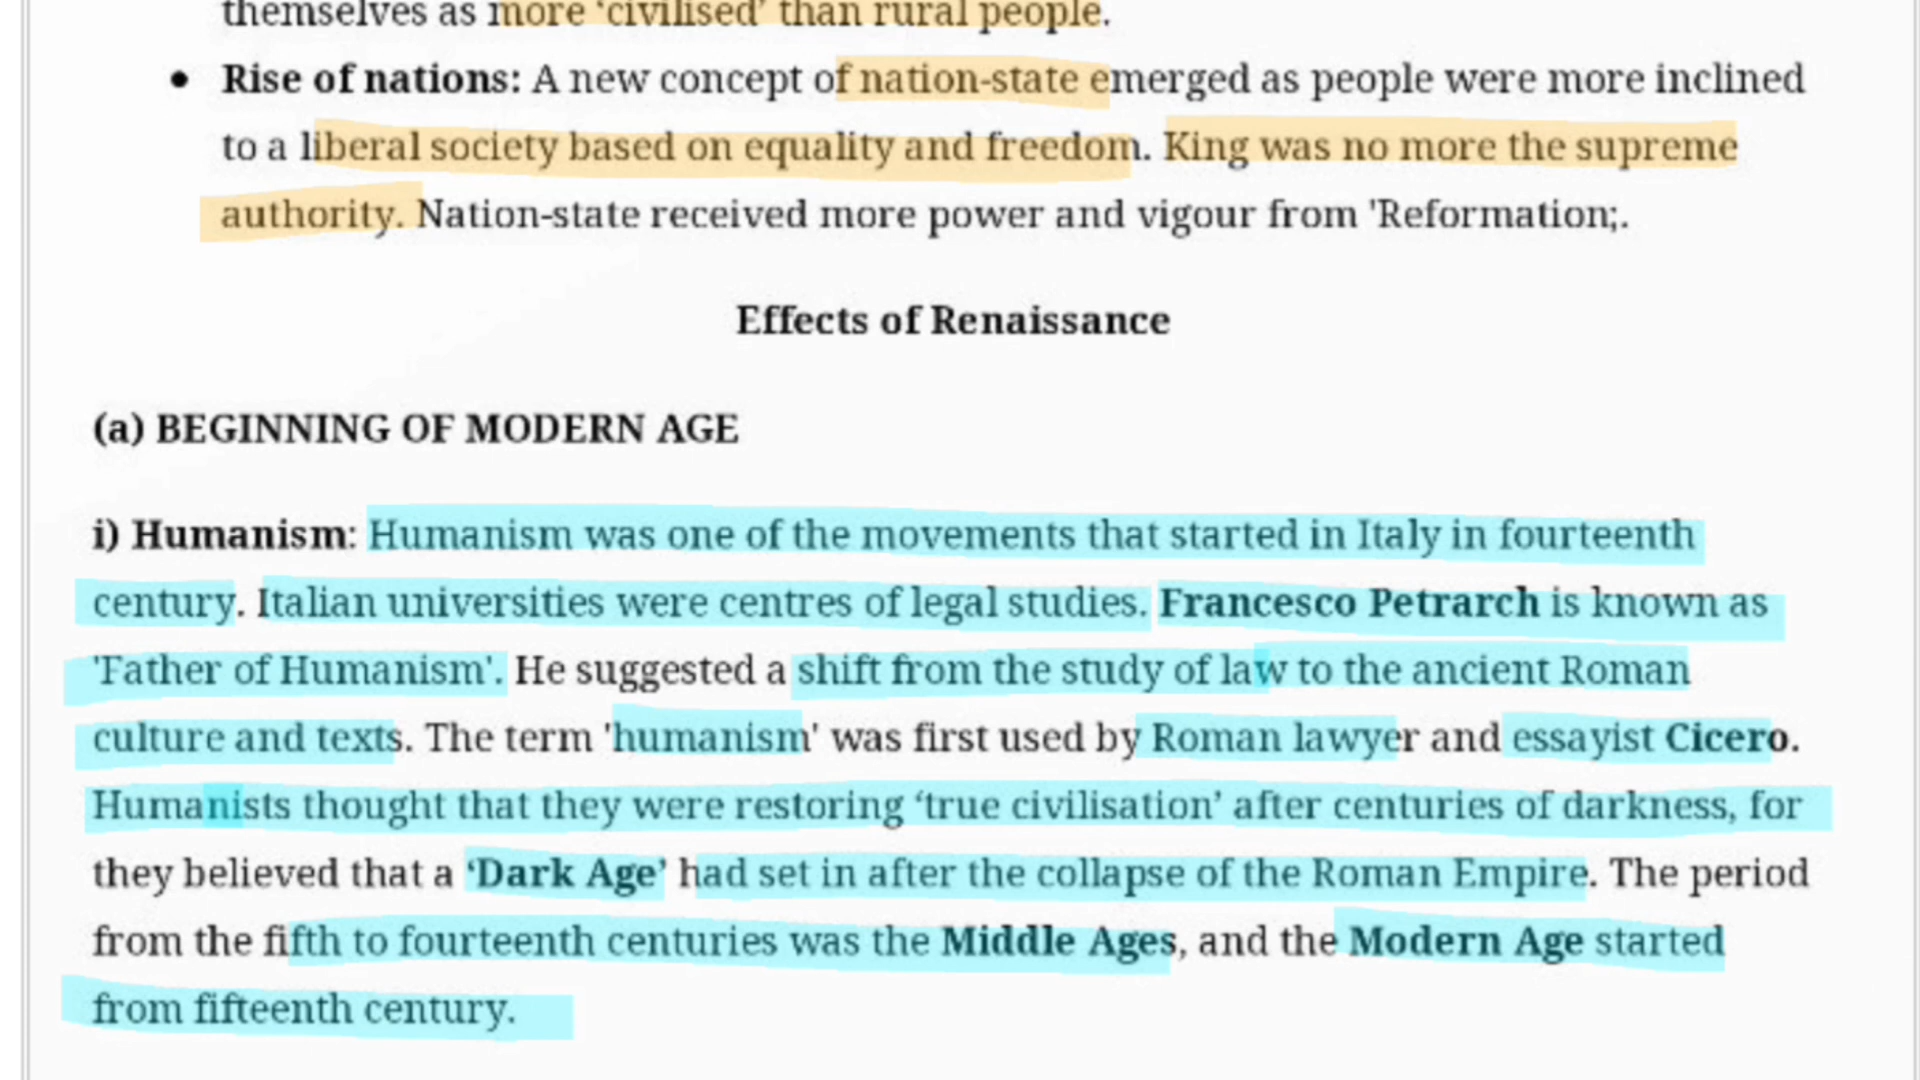 themselves as more ‘civilised’ than rural people.
• Rise of nations: A new concept of nation-state emerged as people were more inclined
to a liberal society based on equality and freedom. King was no more the supreme
authority. Nation-state received more power and vigour from 'Reformation;.
Effects of Renaissance
(a) BEGINNING OF MODERN AGE
i) Humanism: Humanism was one of the movements that started in Italy in fourteenth
century. Italian universities were centres of legal studies. Francesco Petrarch is known as
'Father of Humanism'. He suggested a shift from the study of law to the ancient Roman
culture and texts. The term 'humanism' was first used by Roman lawyer and essayist Cicero.
Humanists thought that they were restoring ‘true civilisation’ after centuries of darkness, for
they believed that a ‘Dark Age’ had set in after the collapse of the Roman Empire. The period
from the fifth to fourteenth centuries was the Middle Ages, and the Modern Age started
from fifteenth century.